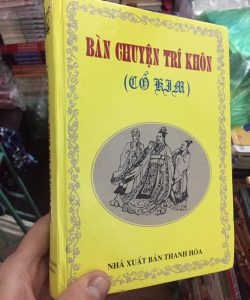 BÀN CHUYỆN TRÍ KHÔN
(CỔ KIM)
NHÀ XUẤT BẢN THANH HÓA